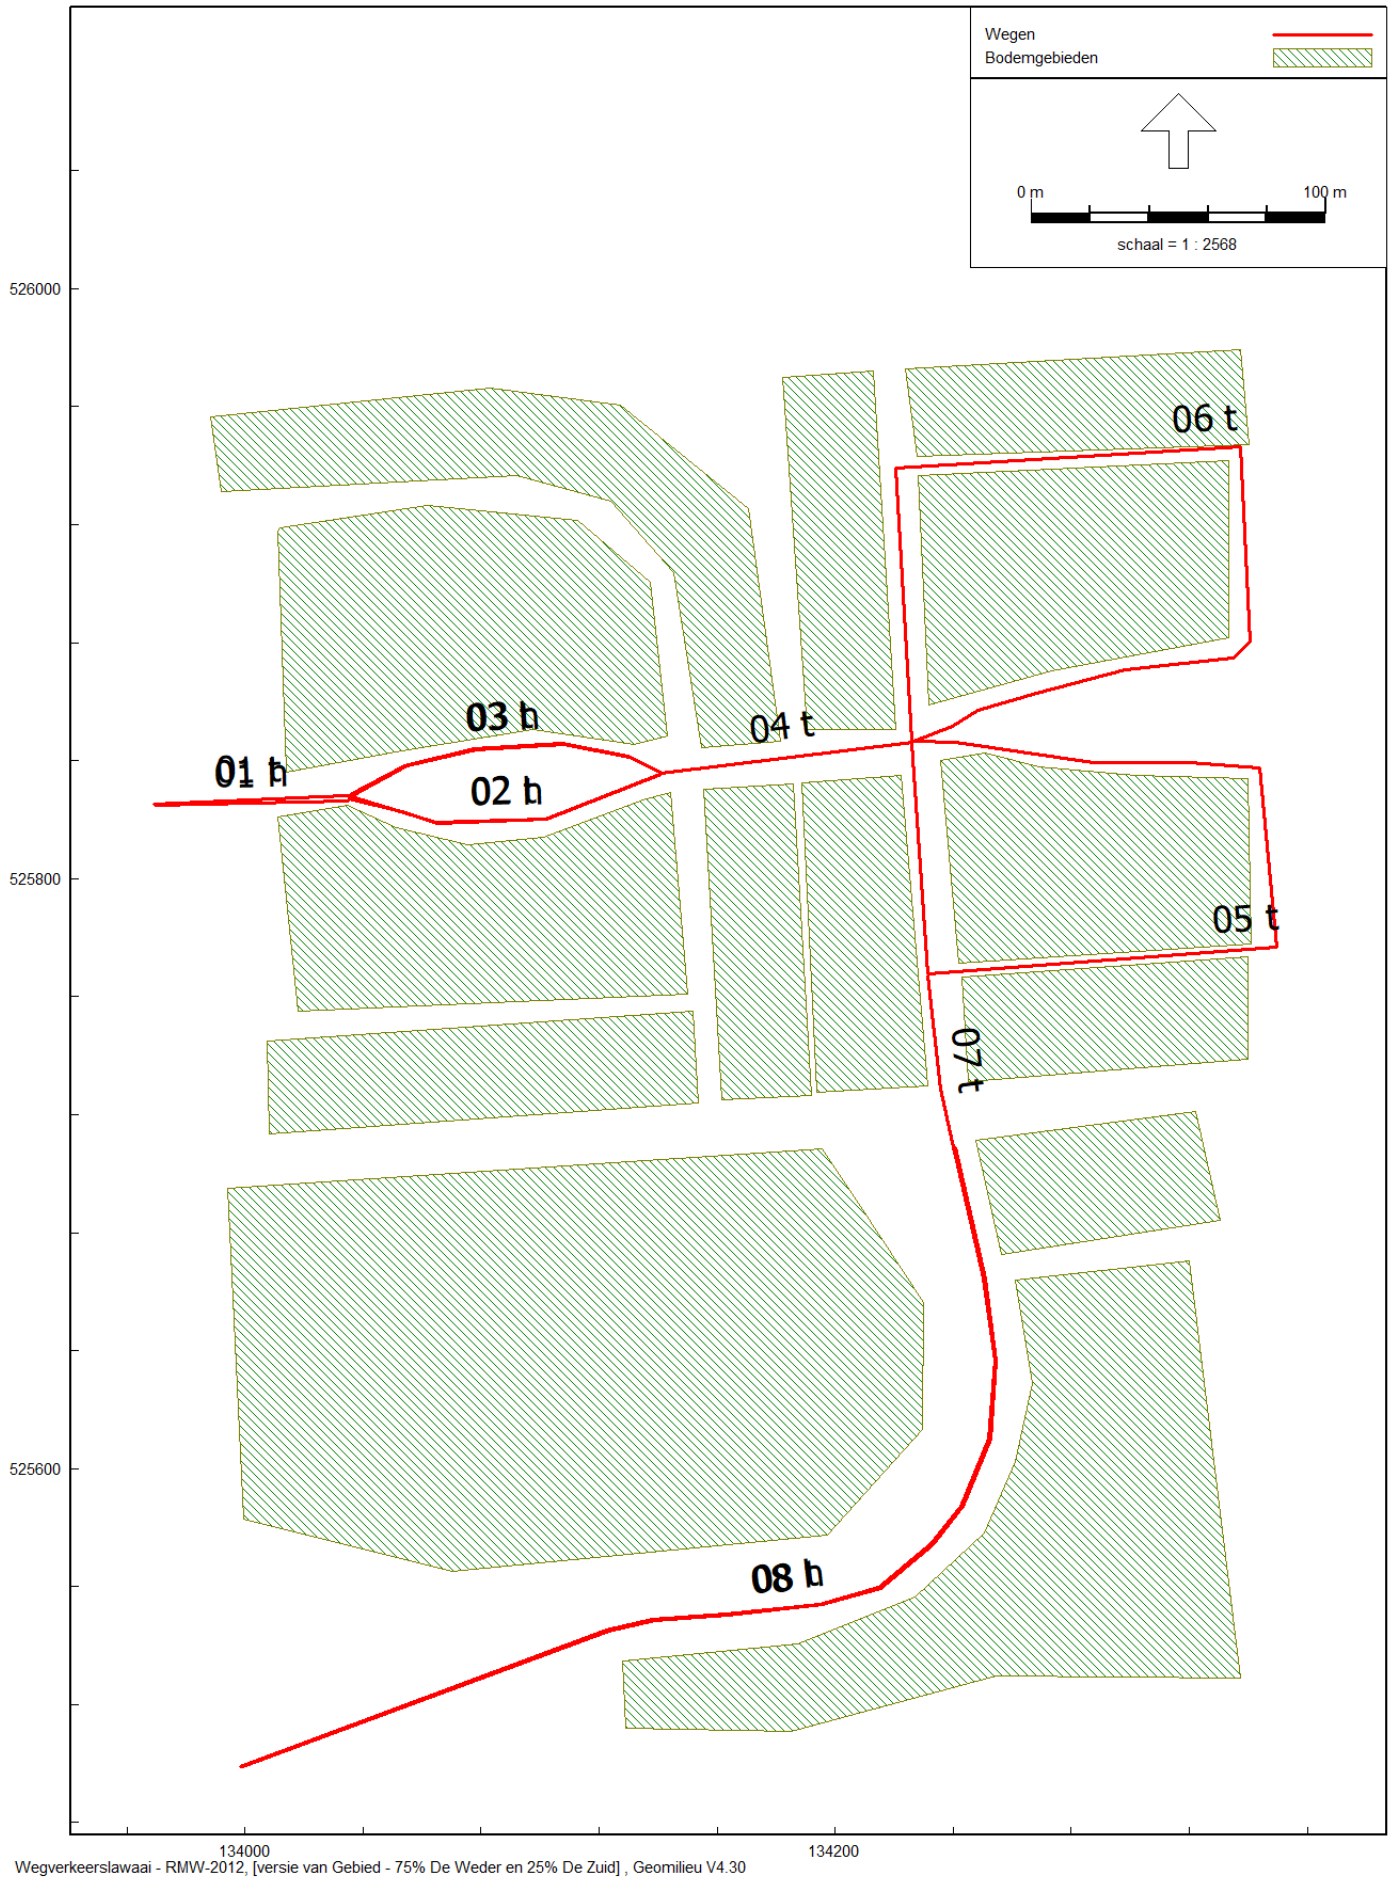 Wegen
Bodemgebieden
0 m 100 m
schaal = 1 : 2568
526000
06 t
03 h
04 t
01 h
02 h
525800
05 t
07 t
525600
08 h
134000 134200
Wegverkeerslawaai - RMW-2012, [versie van Gebied - 75% De Weder en 25% De Zuid] , Geomilieu V4.30